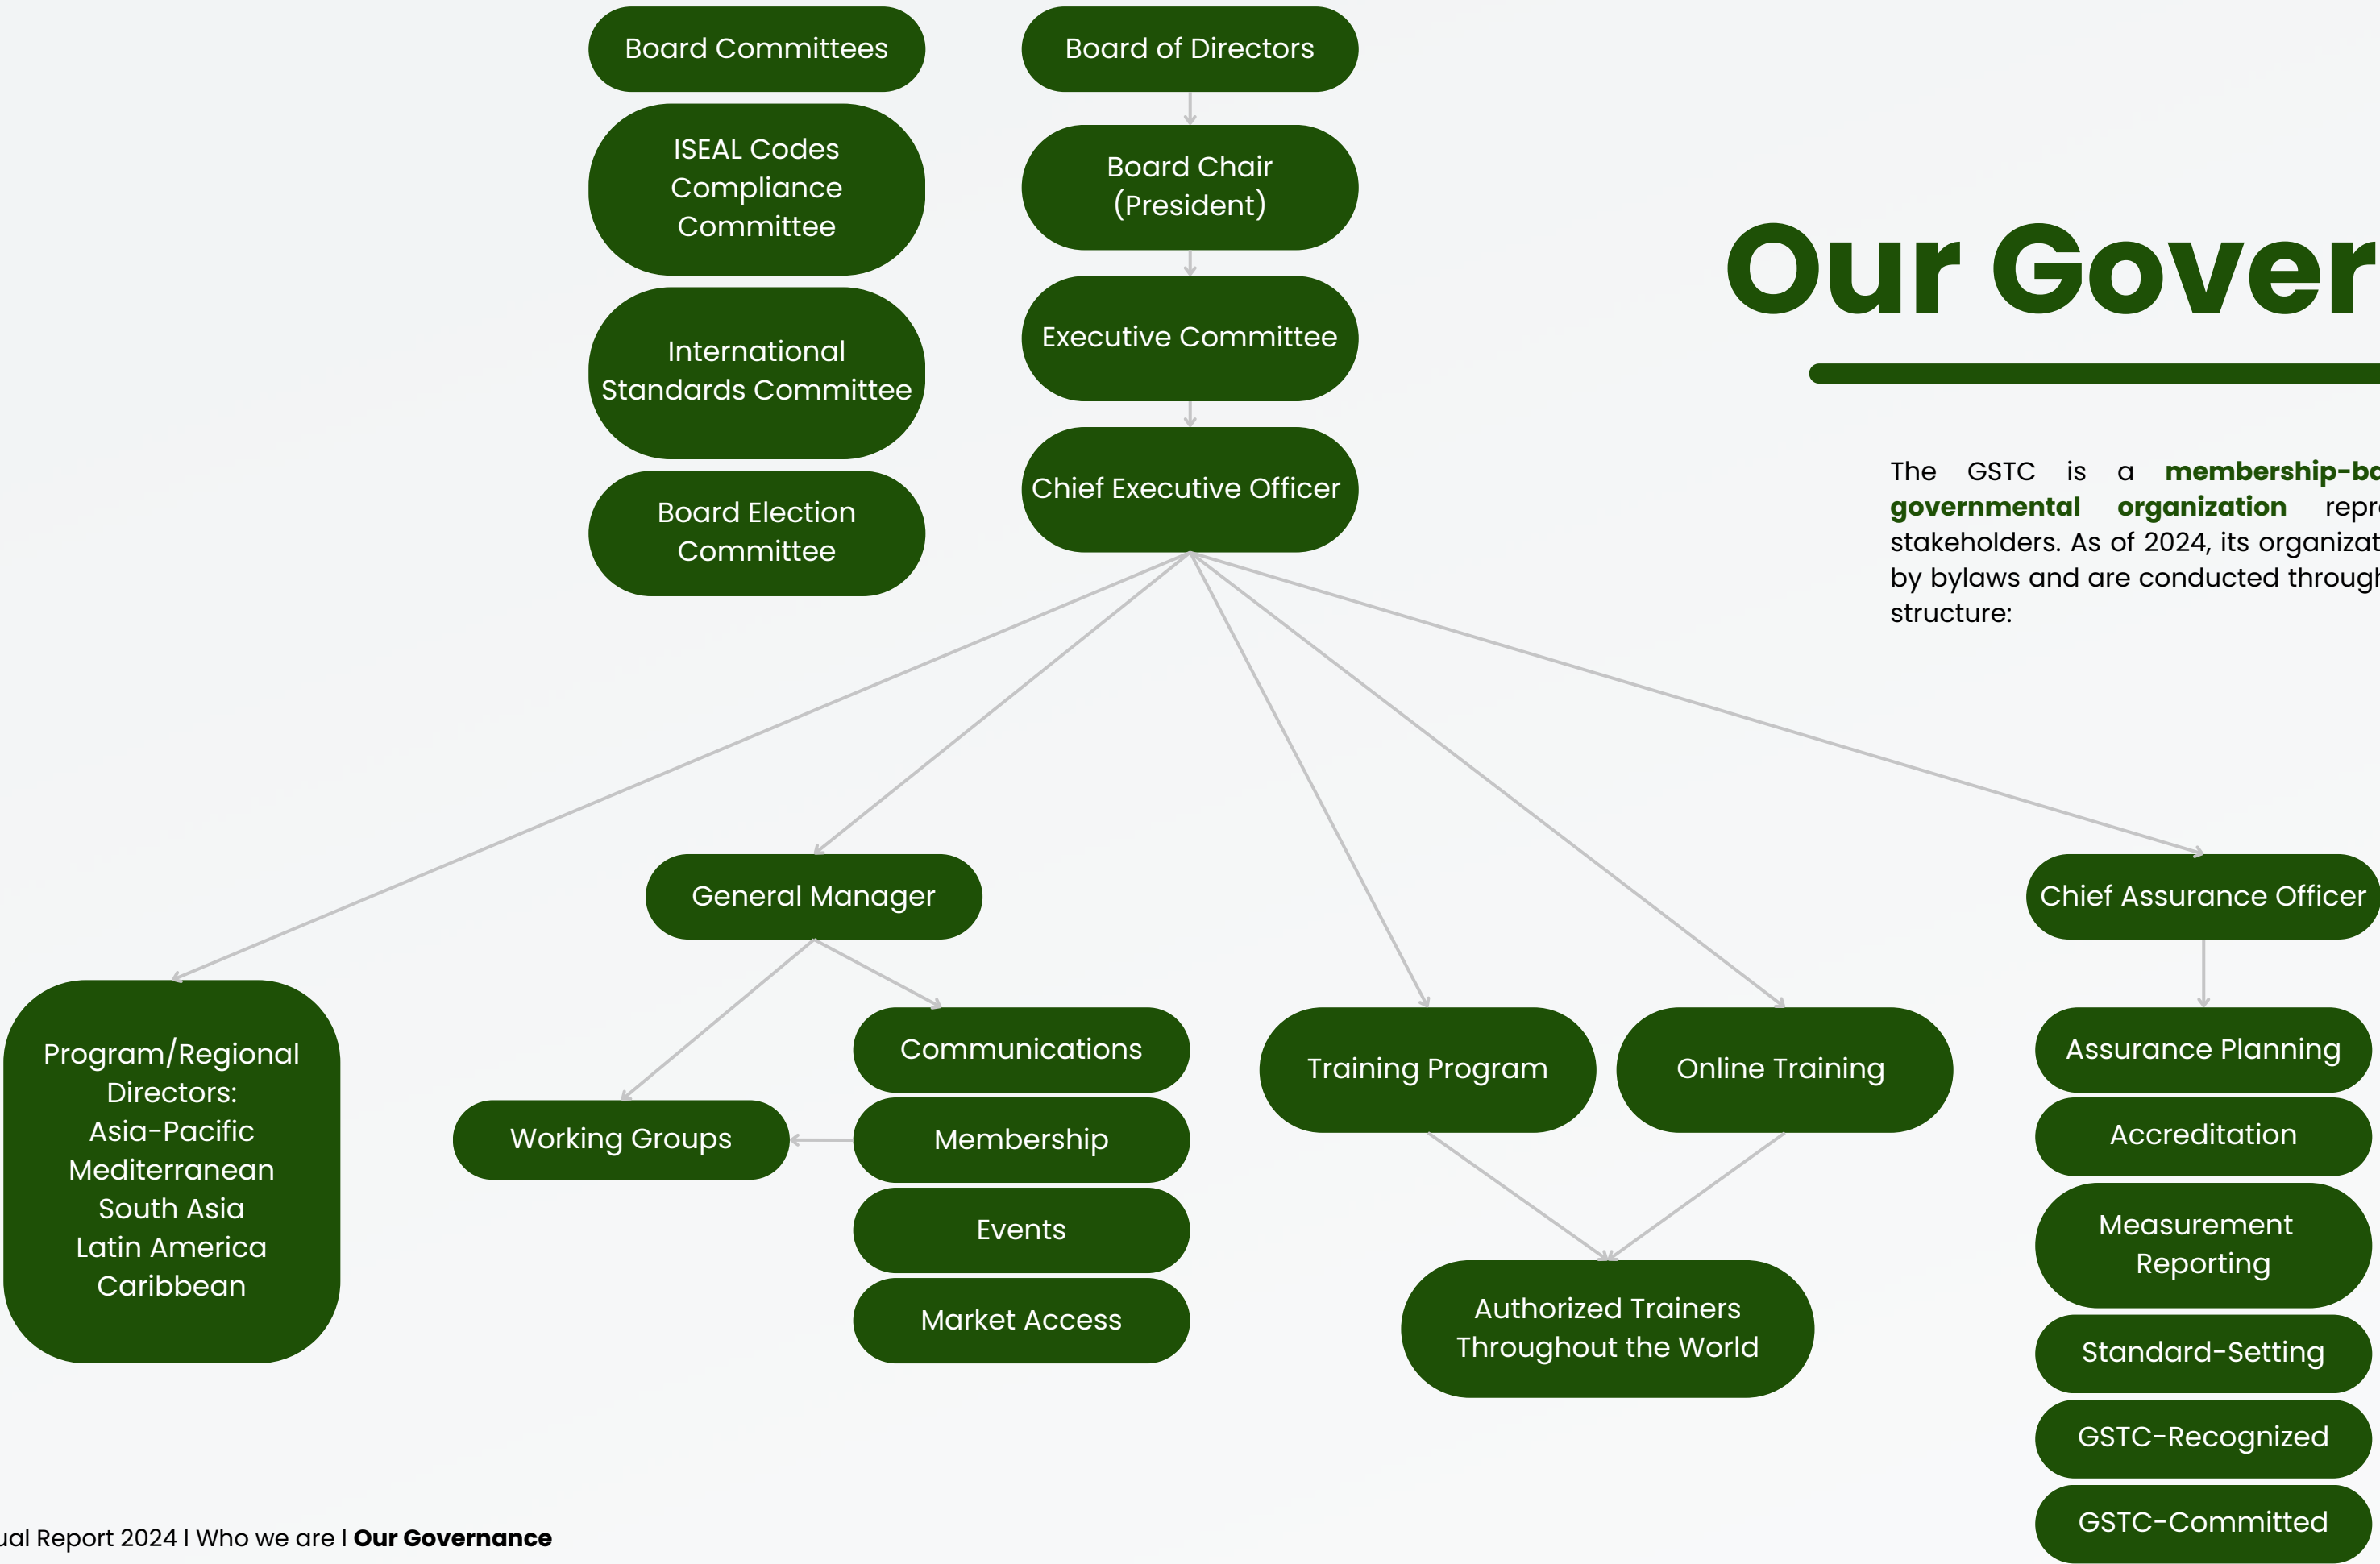 Board Committees
ISEAL Codes
Compliance
Committee
International
Standards Committee
Board Election
Committee
Board of Directors
Board Chair
(President)
Executive Committee
Chief Executive Officer
Our Gover
The GSTC is a membership-ba
governmental organization repre
stakeholders. As of 2024, its organizat
by bylaws and are conducted through
structure:
Program/Regional
Directors:
Asia-Pacific
Mediterranean
South Asia
Latin America
Caribbean
General Manager
Working Groups
Communications
Membership
Events
Market Access
Training Program
Online Training
Authorized Trainers
Throughout the World
Chief Assurance Officer
Assurance Planning
Accreditation
Measurement
Reporting
Standard-Setting
GSTC-Recognized
GSTC-Committed
ual Report 2024 | Who we are | Our Governance